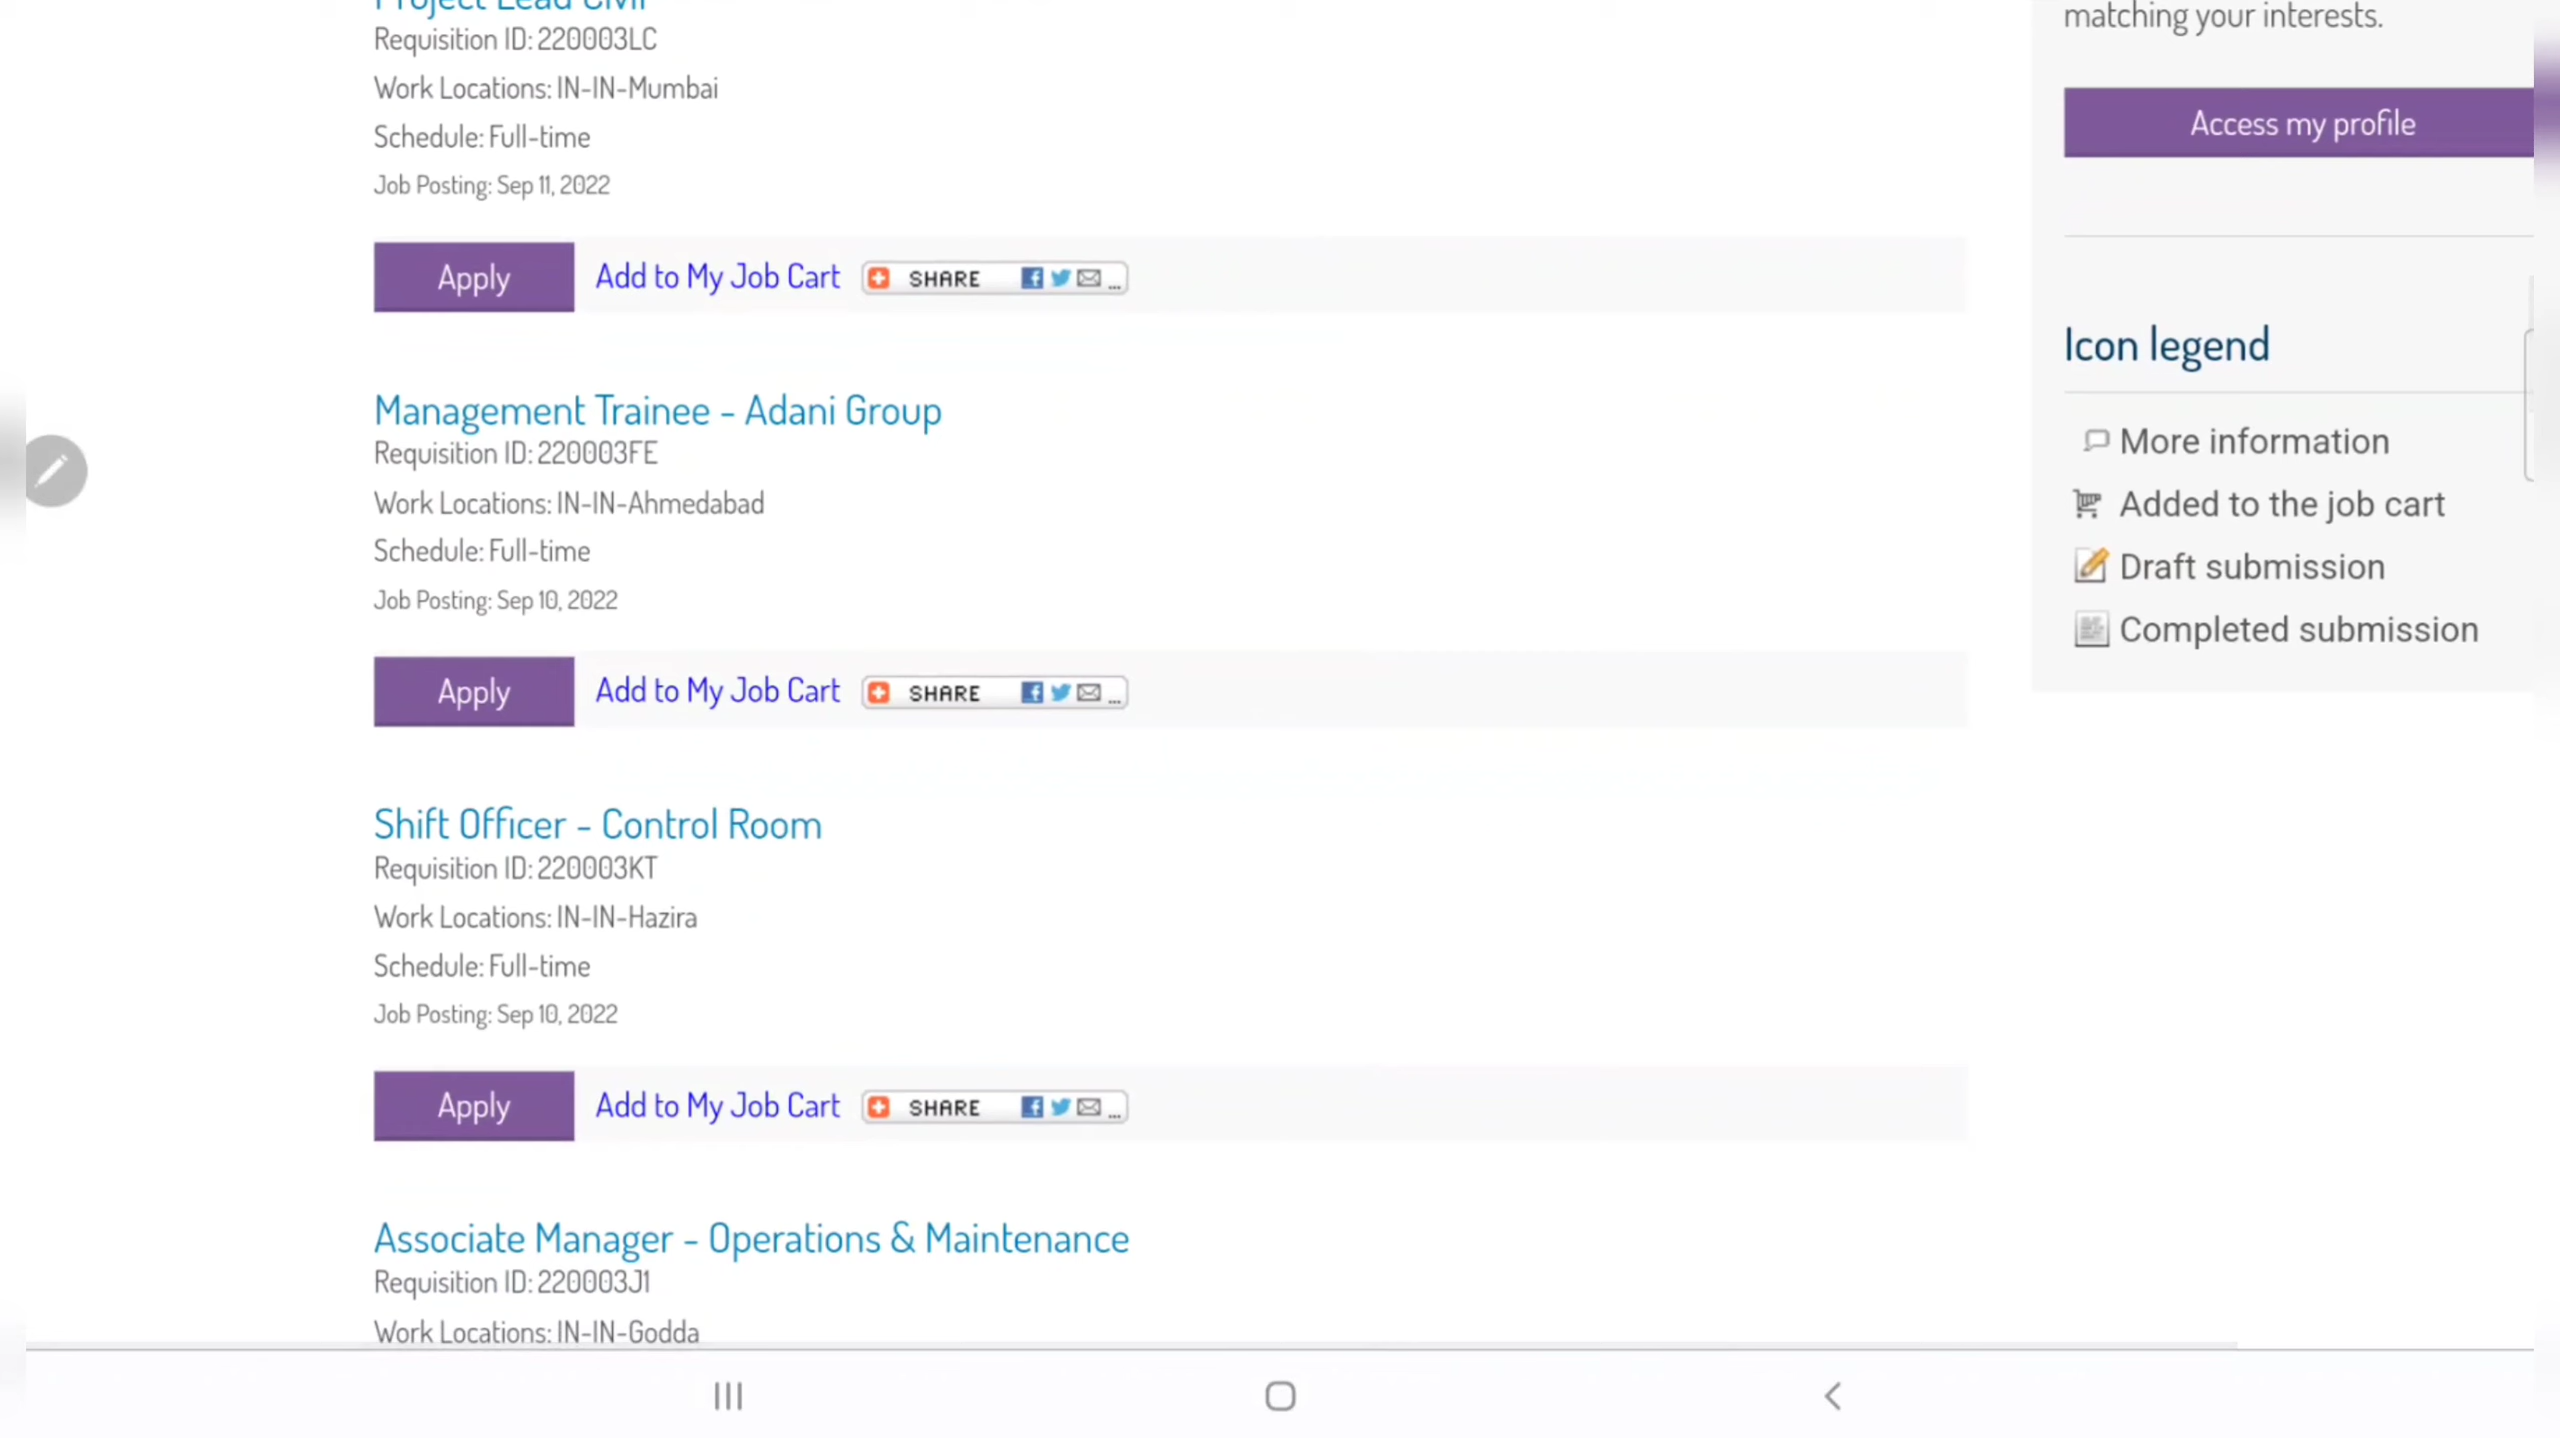 Project Lead Civil
Requisition ID: 220003LC
Work Locations: IN-IN-Mumbai
Schedule: Full-time
Job Posting: Sep 11, 2022
Apply Add to My Job Cart SHARE ...
Management Trainee - Adani Group
Requisition ID: 220003FE
Work Locations: IN-IN-Ahmedabad
Schedule: Full-time
Job Posting: Sep 10, 2022
Apply Add to My Job Cart SHARE ...
Shift Officer - Control Room
Requisition ID: 220003KT
Work Locations: IN-IN-Hazira
Schedule: Full-time
Job Posting: Sep 10, 2022
Apply Add to My Job Cart SHARE ...
Associate Manager - Operations & Maintenance
Requisition ID: 220003J1
Work Locations: IN-IN-Godda
matching your interests.
Access my profile
Icon legend
More information
Added to the job cart
Draft submission
Completed submission